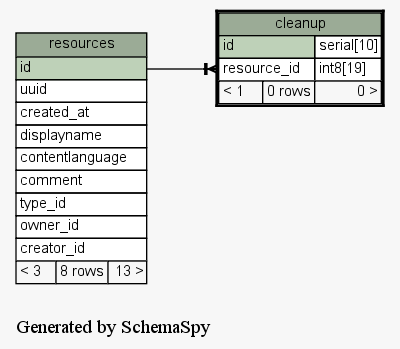 cleanup
id serial[10]
resource_id int8[19]
< 1 0 rows 0 >
resources
id
uuid
created_at
displayname
contentlanguage
comment
type_id
owner_id
creator_id
< 3 8 rows 13 >
Generated by SchemaSpy